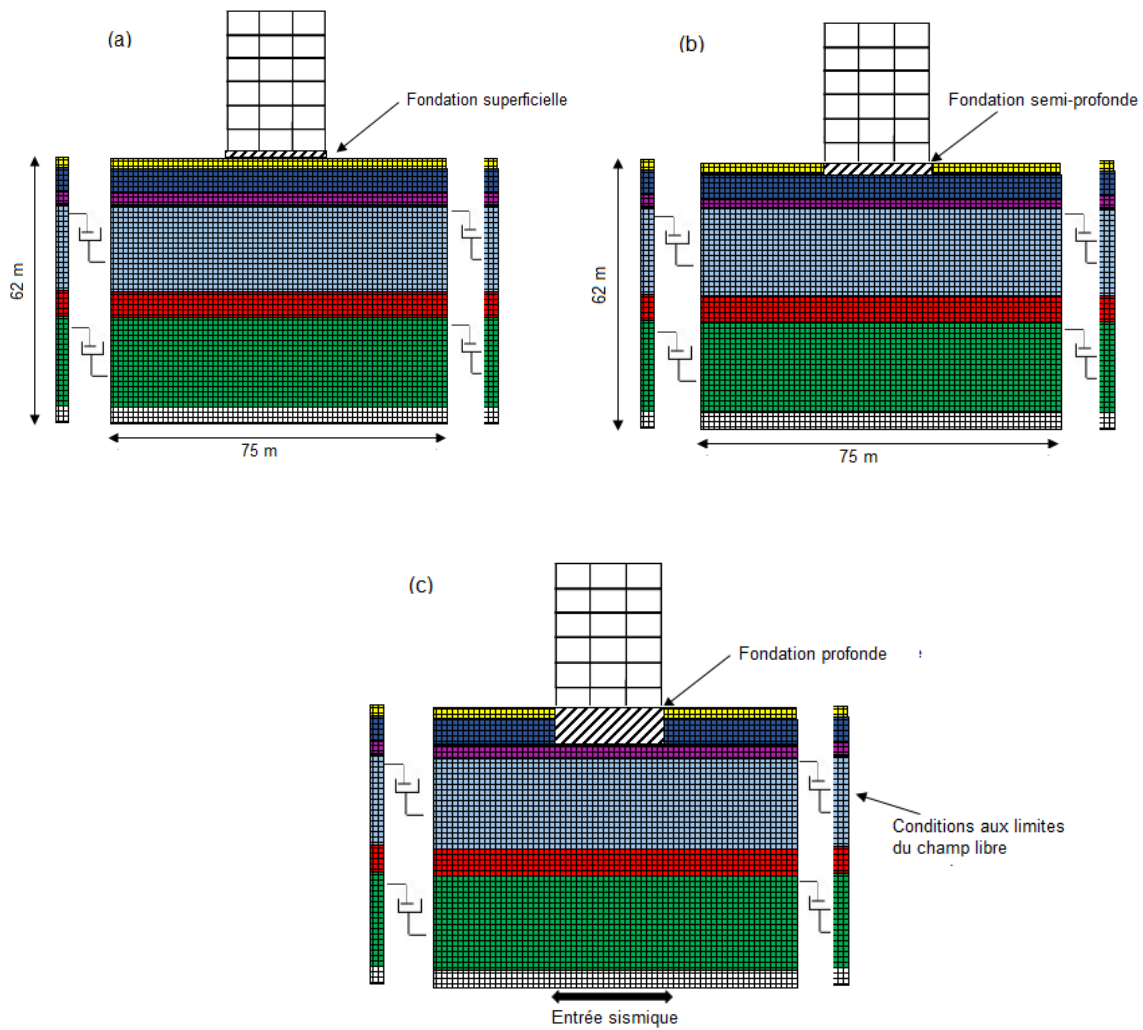 (a)
Fondation superficielle
62 m
75 m
(b)
Fondation semi-profonde
62 m
75 m
(c)
Fondation profonde
Conditions aux limites
du champ libre
Entrée sismique